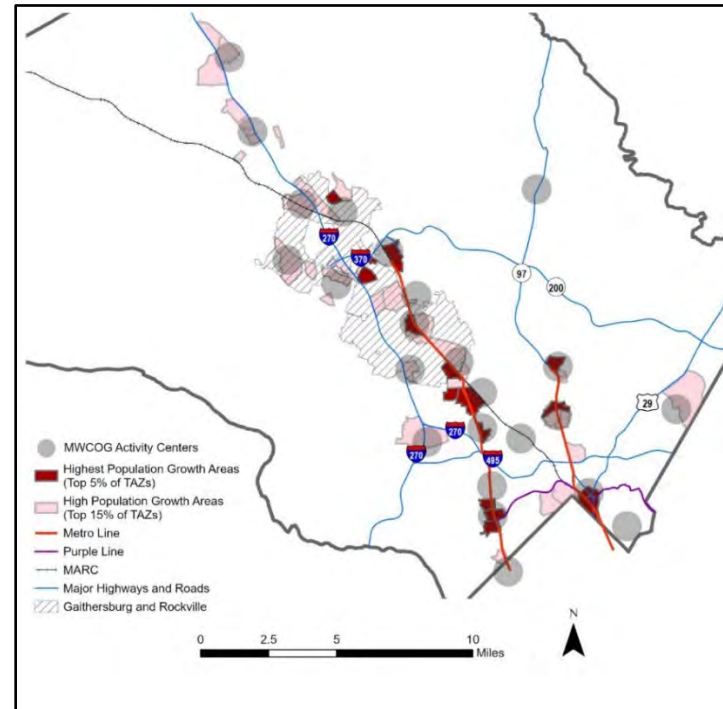 270
370
97
200
29
270
270
495
MWCOG Activity Centers
Highest Population Growth Areas
(Top 5% of TAZs)
High Population Growth Areas
(Top 15% of TAZs)
Metro Line
Purple Line
MARC
Major Highways and Roads
Gaithersburg and Rockville
N
0 2.5 5 10
Miles